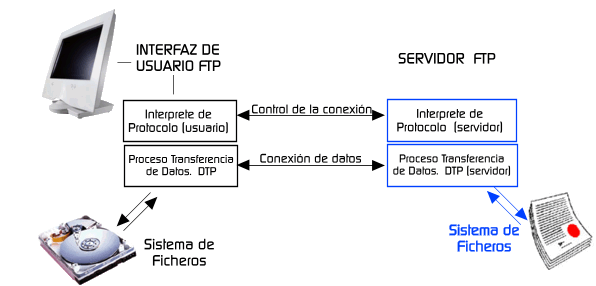 INTERFAZ DE
USUARIO FTP
SERVIDOR FTP
Interprete de
Protocolo (usuario)
Control de la conexión
Interprete de
Protocolo (servidor)
Proceso Transferencia
de Datos. DTP
Conexión de datos
Proceso Transferencia
de Datos. DTP (servidor)
Sistema de
Ficheros
Sistema de
Ficheros